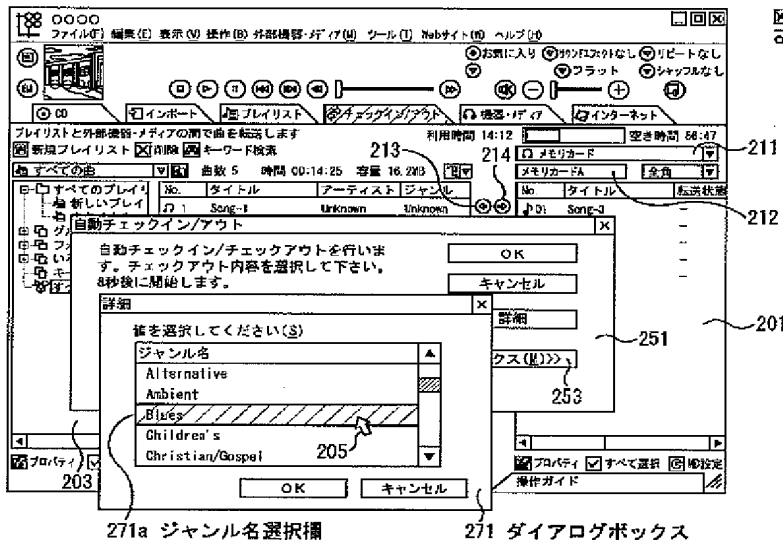 0000
ファイル(F) 編集(E) 表示(V) 操作(B) 外部機器・メディア(M) ツール(T) Webサイト(W) ヘルプ(H)
お気に入り サウンドエフェクトなし リピートなし
フラット シャッフルなし
CD インポート プレイリスト チェックイン/アウト 機器・メディア インターネット
プレイリストと外部機器・メディアの間で曲を転送します 利用時間 14:12 空き時間 66:47
新規プレイリスト 削除 キーワード検索 213 214 メモリカード 211
すべての曲 曲数 5 時間 00:14:25 容量 16.2MB メモリカードA 全角 212
すべてのプレイリ No. タイトル アーティスト ジャンル No タイトル 転送状態
新しいプレイ 1 Song-1 Unknown Unknown 01 Song-3
自動チェックイン/アウト
自動チェックイン/チェックアウトを行いま
す。チェックアウト内容を選択して下さい。
8秒後に開始します。
OK
キャンセル
詳細
クス(M)>>
251
253
201
詳細
値を選択してください(S)
ジャンル名
Alternative
Ambient
Blues
Children's
Christian/Gospel
205
OK キャンセル
203
プロパティ プロパティ すべて選択 MD設定
操作ガイド
271a ジャンル名選択欄 271 ダイアログボックス